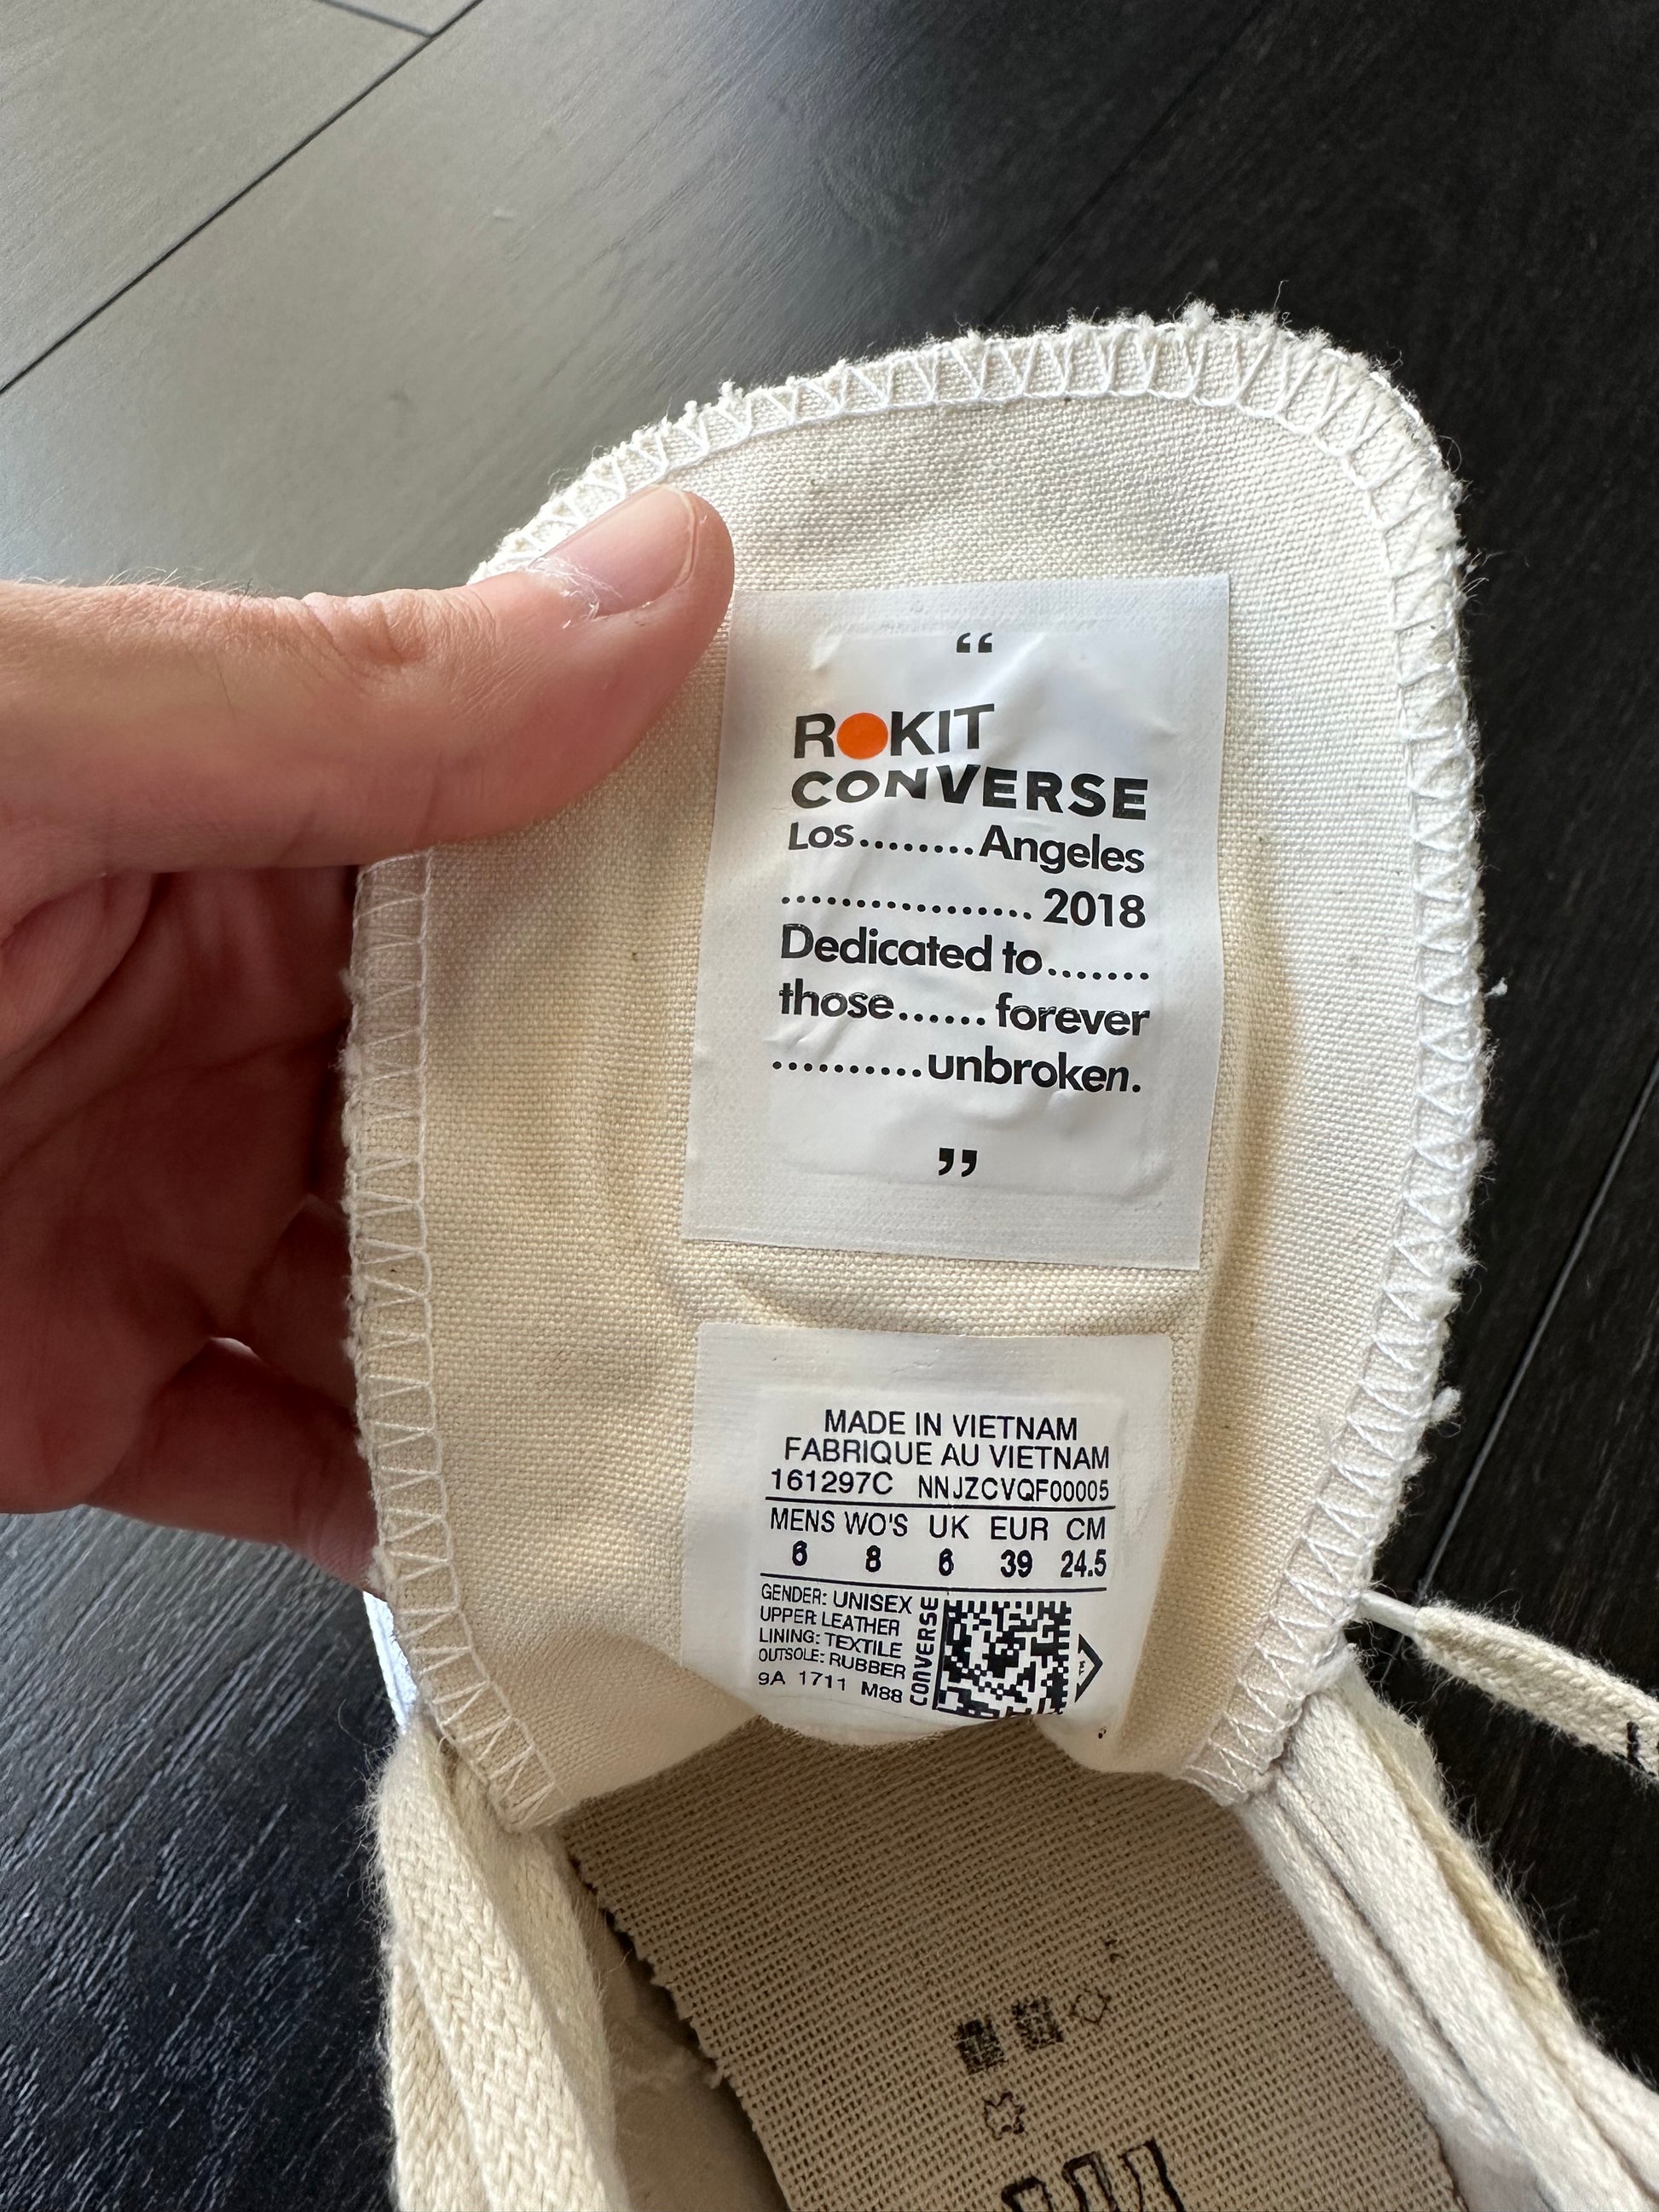 “
ROKIT
CONVERSE
Los........Angeles
.................2018
Dedicated to.......
those......forever
..........unbroken.
”
MADE IN VIETNAM
FABRIQUE AU VIETNAM
161297C NNJZCVQF00005
MENS WO'S UK EUR CM
6 8 6 39 24.5
GENDER: UNISEX
UPPER: LEATHER
LINING: TEXTILE
OUTSOLE: RUBBER
9A 1711 M88
CONVERSE